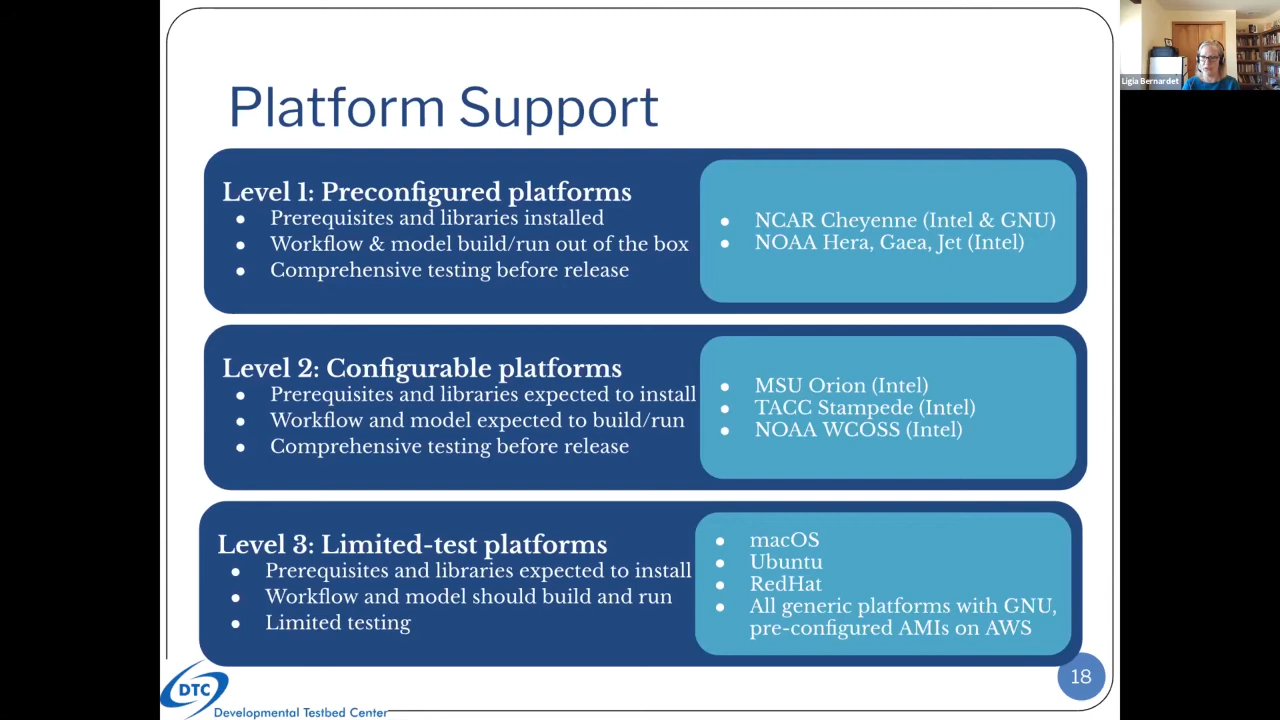 Ligia Bernardet
Platform Support
Level 1: Preconfigured platforms
● Prerequisites and libraries installed
● Workflow & model build/run out of the box
● Comprehensive testing before release
● NCAR Cheyenne (Intel & GNU)
● NOAA Hera, Gaea, Jet (Intel)
Level 2: Configurable platforms
● Prerequisites and libraries expected to install
● Workflow and model expected to build/run
● Comprehensive testing before release
● MSU Orion (Intel)
● TACC Stampede (Intel)
● NOAA WCOSS (Intel)
Level 3: Limited-test platforms
● Prerequisites and libraries expected to install
● Workflow and model should build and run
● Limited testing
● macOS
● Ubuntu
● RedHat
● All generic platforms with GNU,
pre-configured AMIs on AWS
DTC
Developmental Testbed Center
18